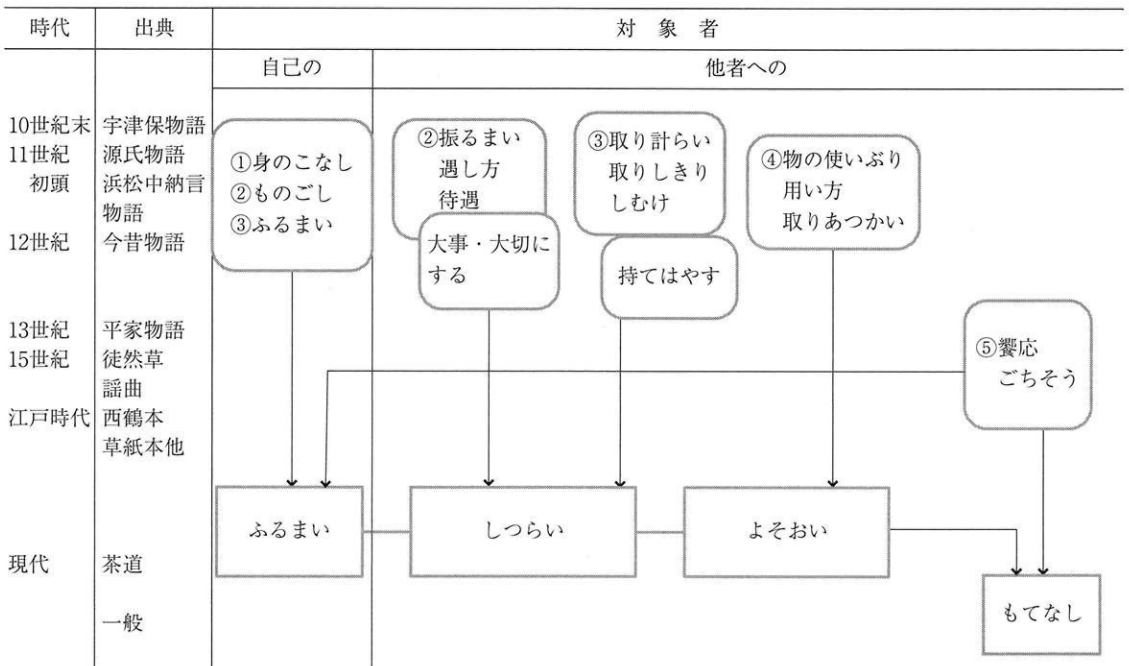 時代 出典 対象者
自己の 他者への
10世紀末 宇津保物語
11世紀 源氏物語
初頭 浜松中納言
物語
12世紀 今昔物語
13世紀 平家物語
15世紀 徒然草
謡曲
江戸時代 西鶴本
草紙本他
現代 茶道
一般
①身のこなし
②ものごし
③ふるまい
②振るまい
遇し方
待遇
大事・大切に
する
③取り計らい
取りしきり
しむけ
持てはやす
④物の使いぶり
用い方
取りあつかい
⑤饗応
ごちそう
ふるまい
しつらい
よそおい
もてなし